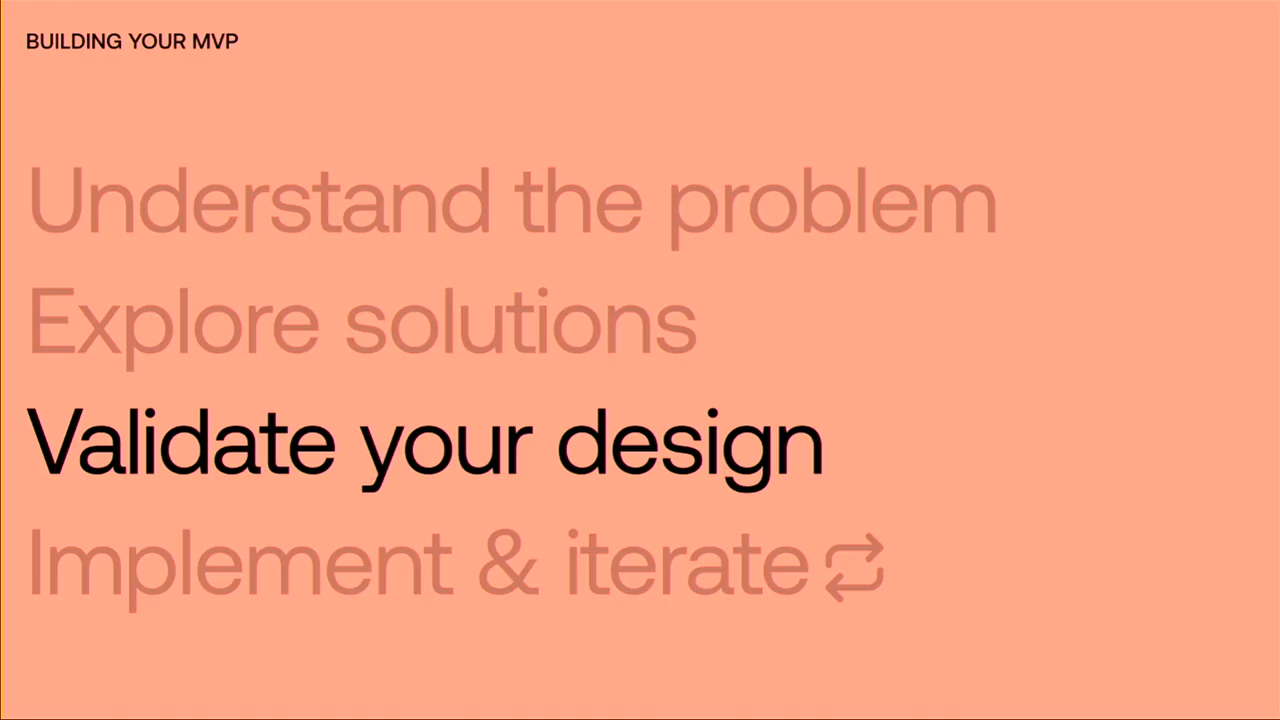 BUILDING YOUR MVP
Understand the problem
Explore solutions
Validate your design
Implement & iterate